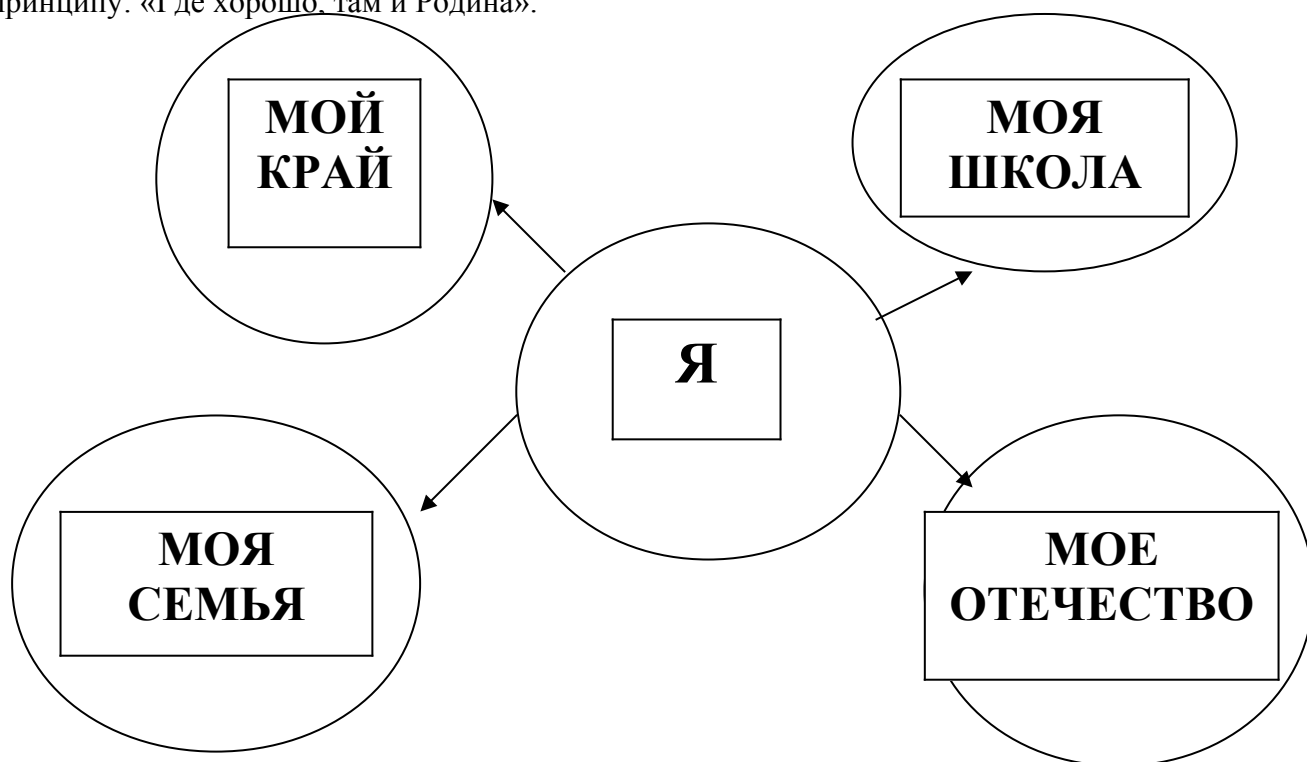 принципу: «Где хорошо, там и Родина».
МОЙ
КРАЙ
МОЯ
ШКОЛА
Я
МОЯ
СЕМЬЯ
МОЕ
ОТЕЧЕСТВО